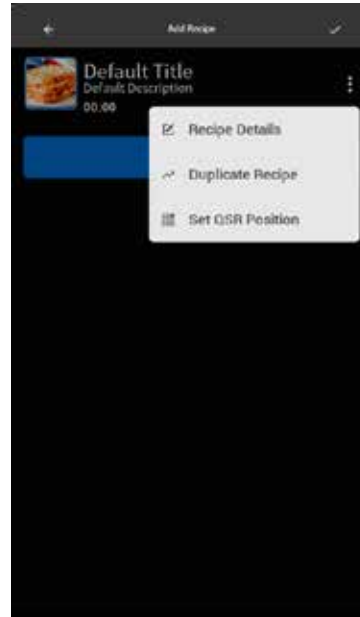 Add Recipe
Default Title
Default Description
00.00
Recipe Details
Duplicate Recipe
Set QSR Position